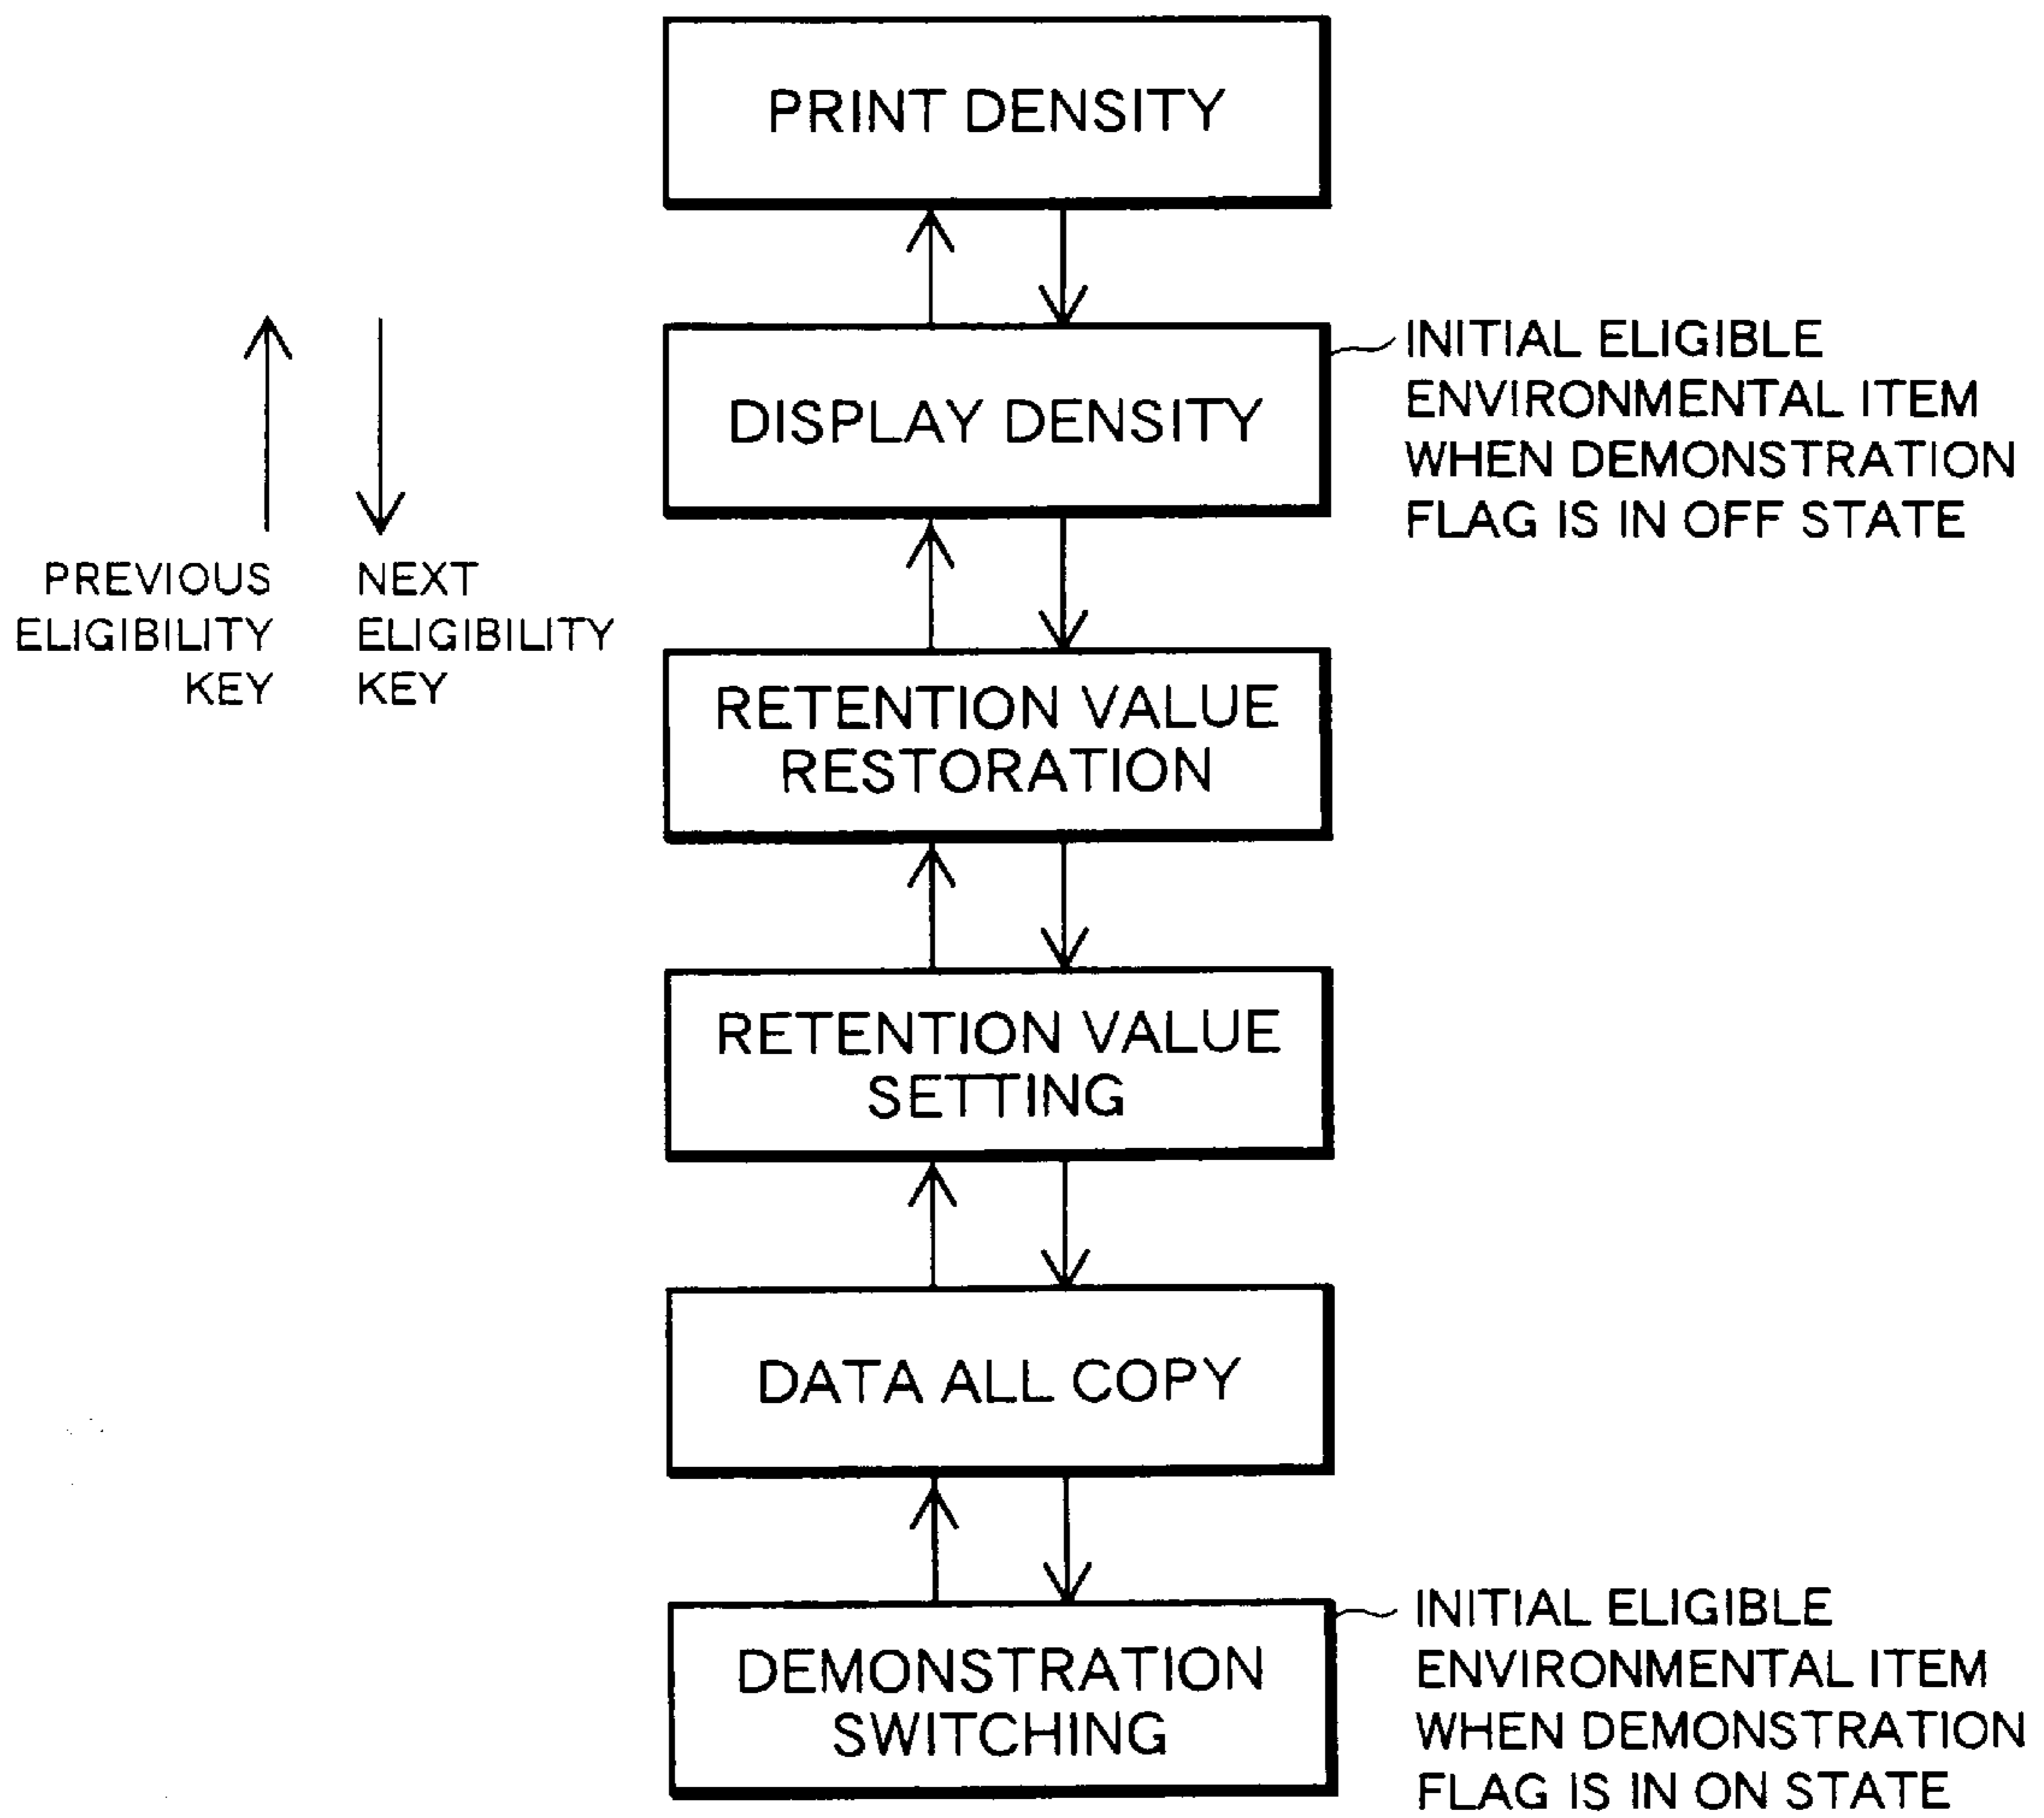 PRINT DENSITY
DISPLAY DENSITY
INITIAL ELIGIBLE
ENVIRONMENTAL ITEM
WHEN DEMONSTRATION
FLAG IS IN OFF STATE
PREVIOUS
ELIGIBILITY
KEY
NEXT
ELIGIBILITY
KEY
RETENTION VALUE
RESTORATION
RETENTION VALUE
SETTING
DATA ALL COPY
DEMONSTRATION
SWITCHING
INITIAL ELIGIBLE
ENVIRONMENTAL ITEM
WHEN DEMONSTRATION
FLAG IS IN ON STATE